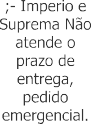 ;- Imperio e
Suprema Não
atende o
prazo de
entrega,
pedido
emergencial.